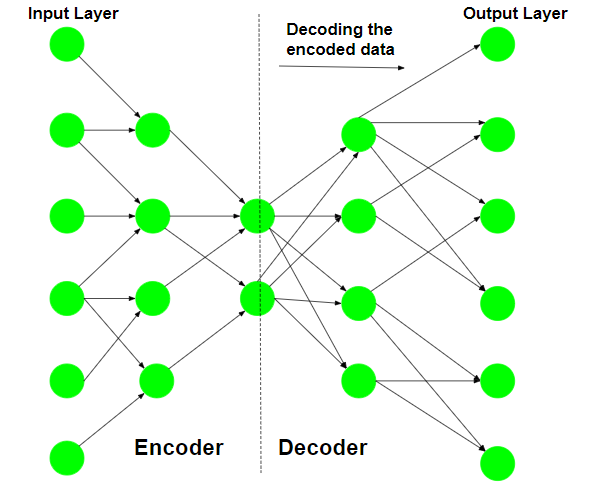 Input Layer
Decoding the
encoded data
Output Layer
Encoder
Decoder